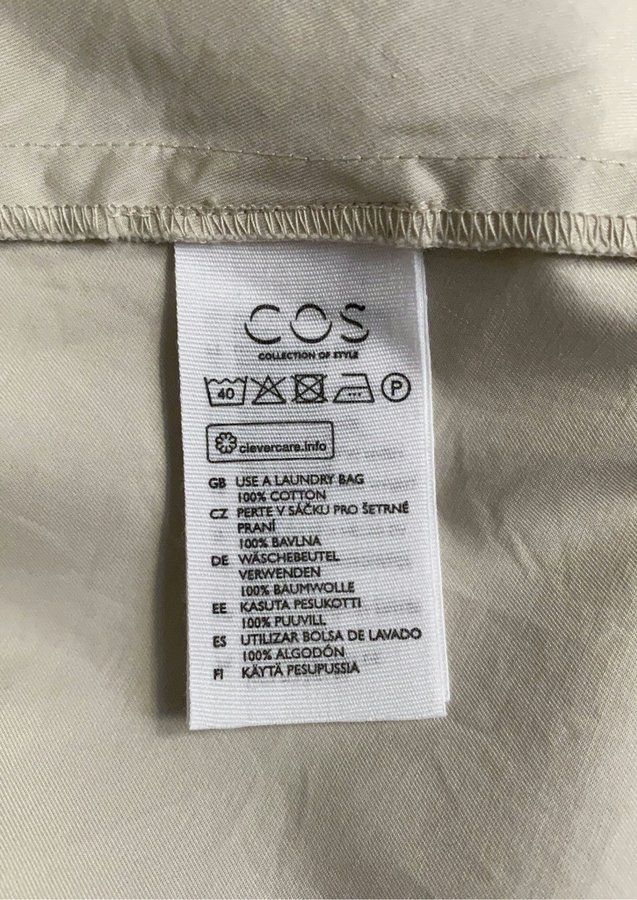 COS
COLLECTION OF STYLE
40 P
clevercare.info
GB USE A LAUNDRY BAG
100% COTTON
CZ PERTE V SÁČKU PRO ŠETRNÉ
PRANÍ
100% BAVLNA
DE WÄSCHEBEUTEL
VERWENDEN
100% BAUMWOLLE
EE KASUTA PESUKOTTI
100% PUUVILL
ES UTILIZAR BOLSA DE LAVADO
100% ALGODÓN
FI KÄYTÄ PESUPUSSIA